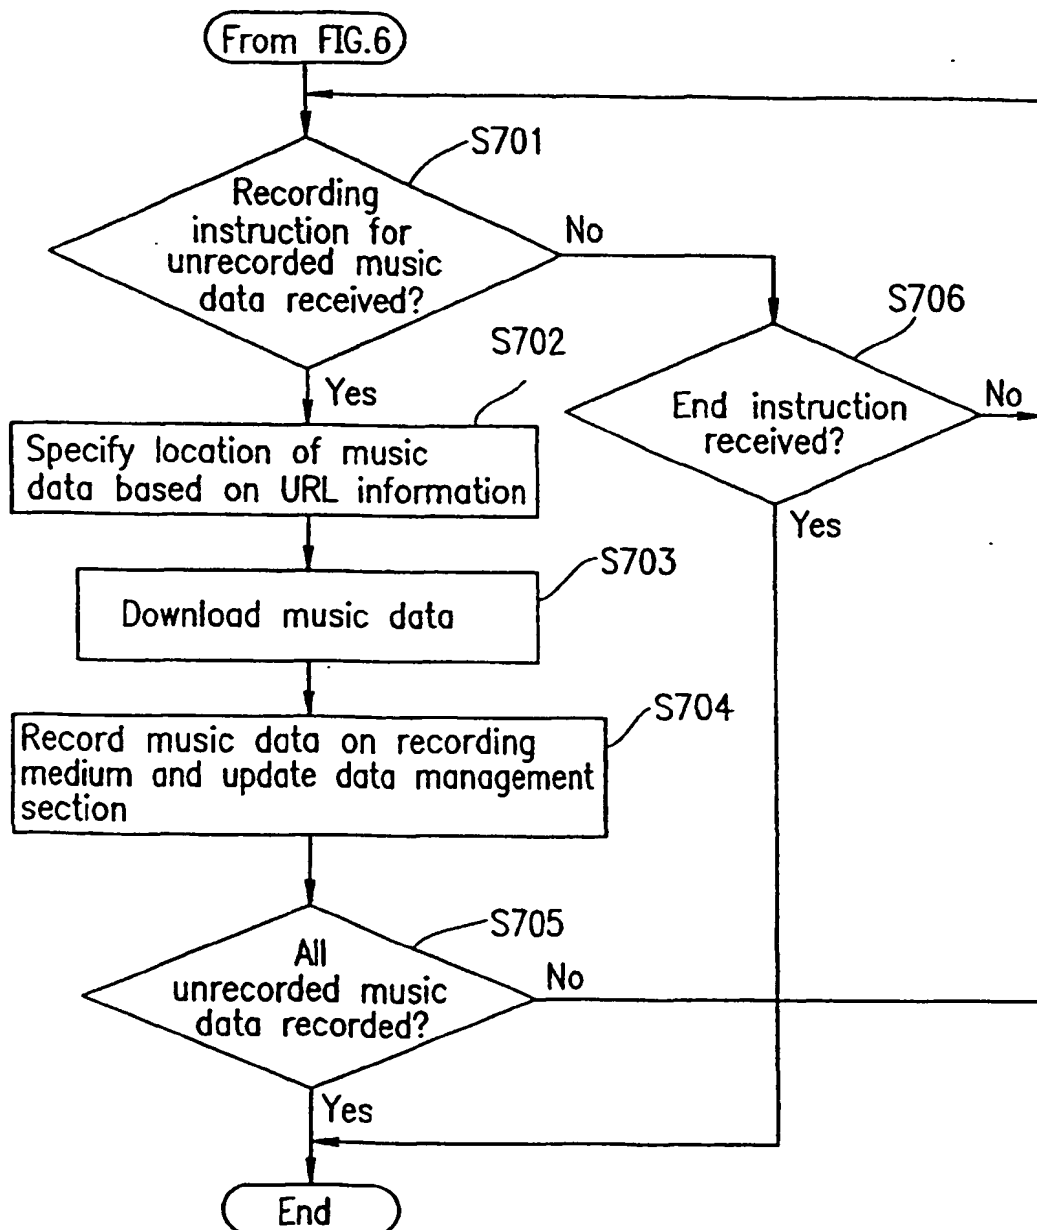 From FIG.6
S701
Recording
instruction for
unrecorded music
data received?
No
Yes
S706
End instruction
received?
No
Yes
S702
Specify location of music
data based on URL information
S703
Download music data
S704
Record music data on recording
medium and update data management
section
S705
All
unrecorded music
data recorded?
No
Yes
End